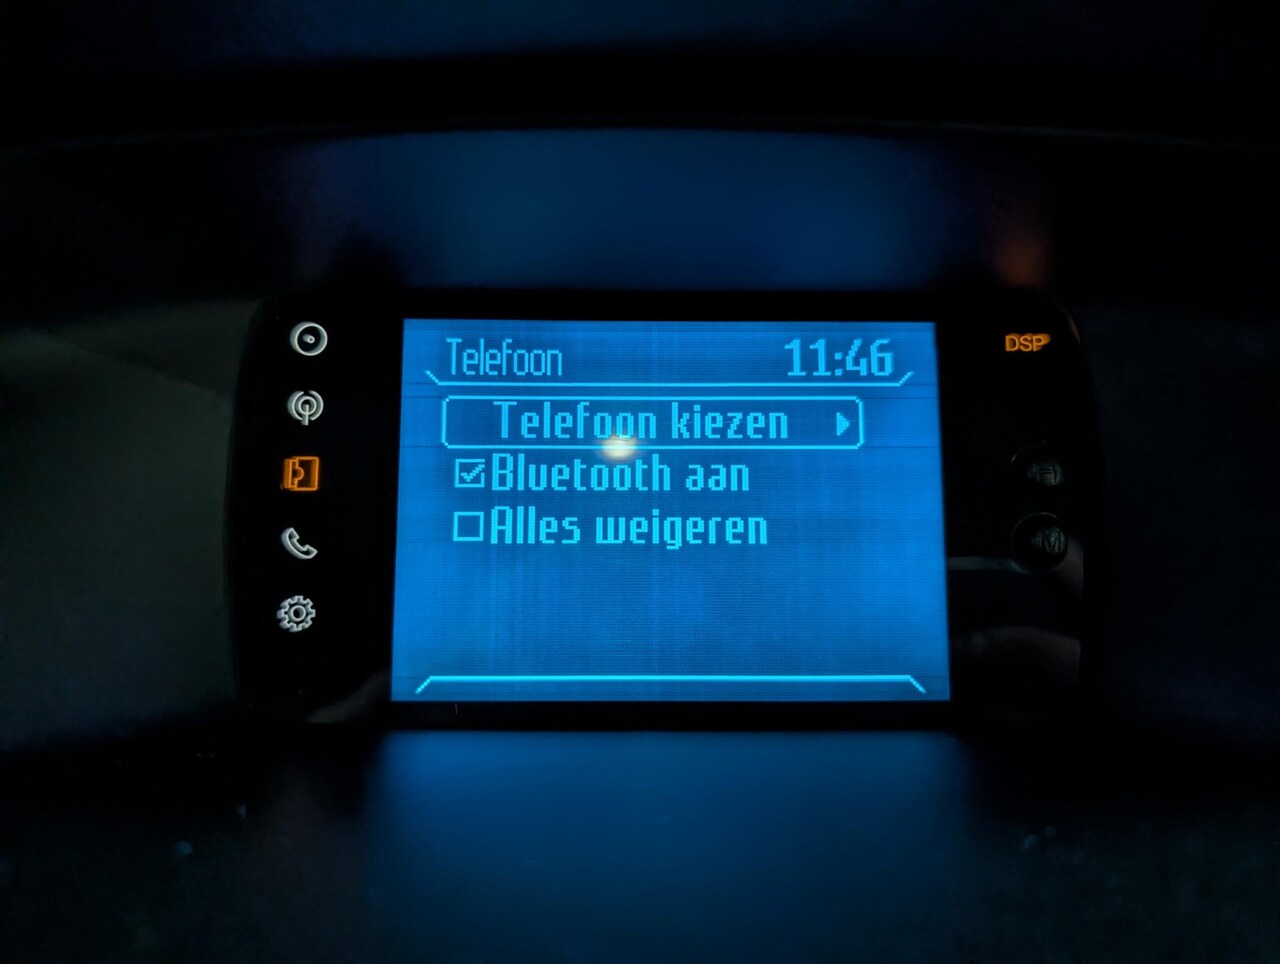 Telefoon 11:46
DSP
Telefoon kiezen
Bluetooth aan
Alles weigeren